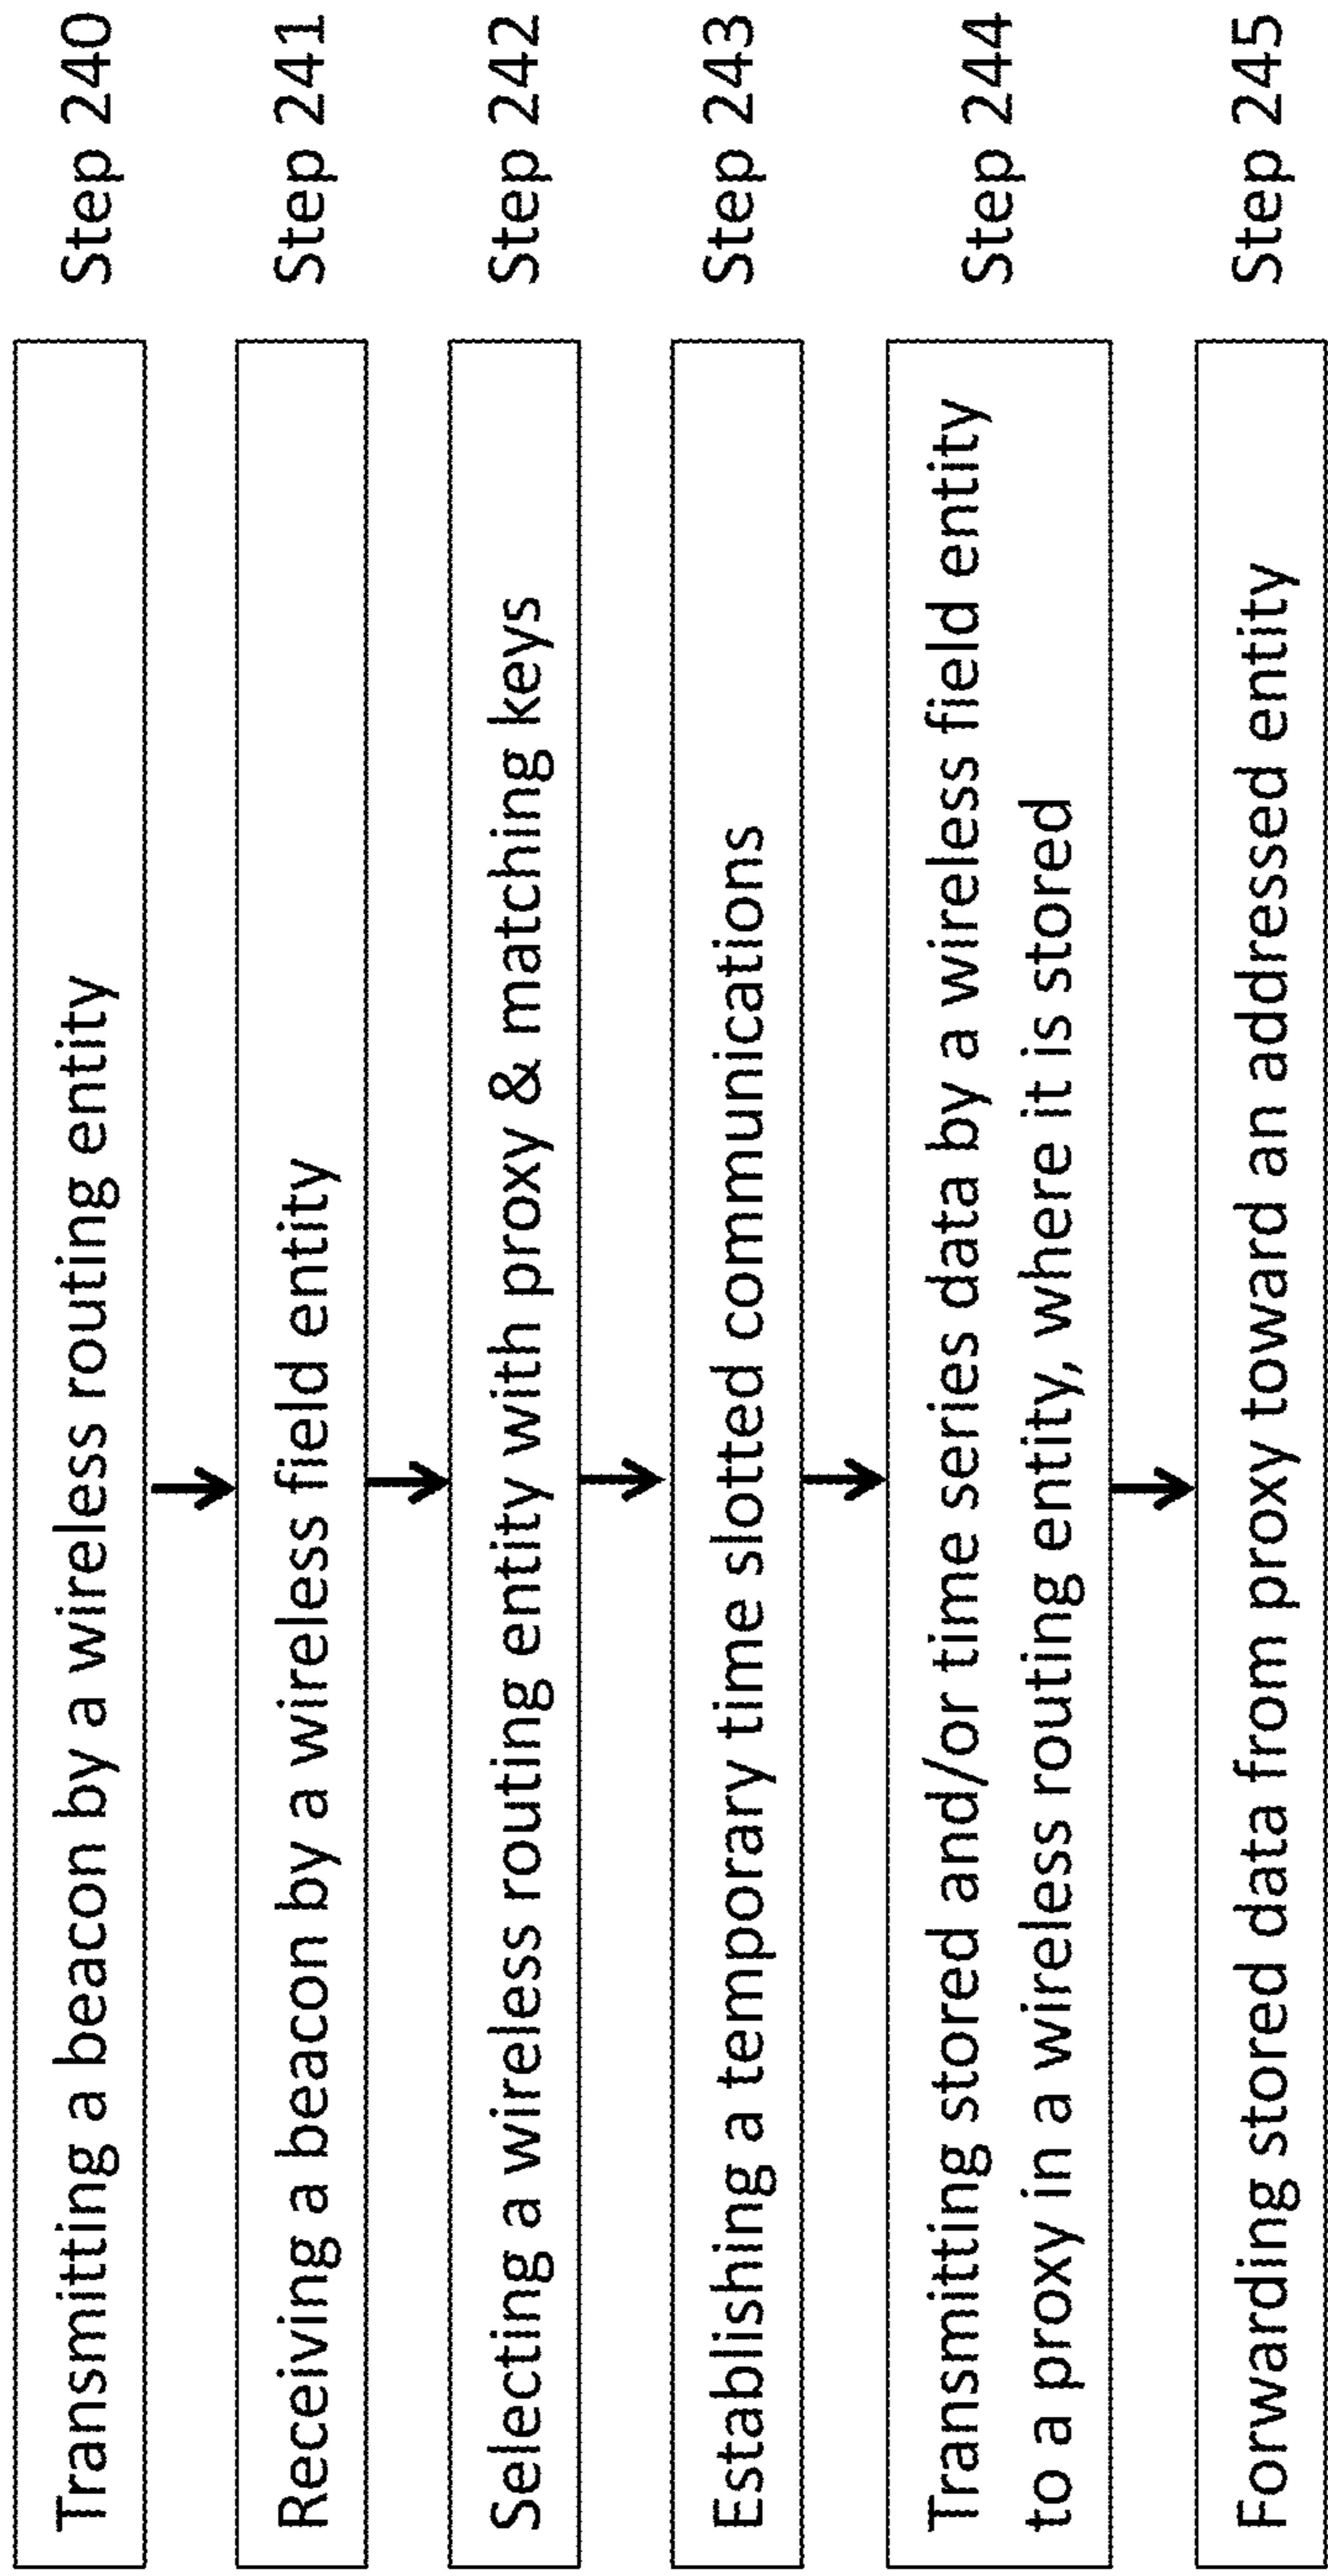 Transmitting a beacon by a wireless routing entity Step 240
Receiving a beacon by a wireless field entity Step 241
Selecting a wireless routing entity with proxy & matching keys Step 242
Establishing a temporary time slotted communications Step 243
Transmitting stored and/or time series data by a wireless field entity Step 244
to a proxy in a wireless routing entity, where it is stored
Forwarding stored data from proxy toward an addressed entity Step 245